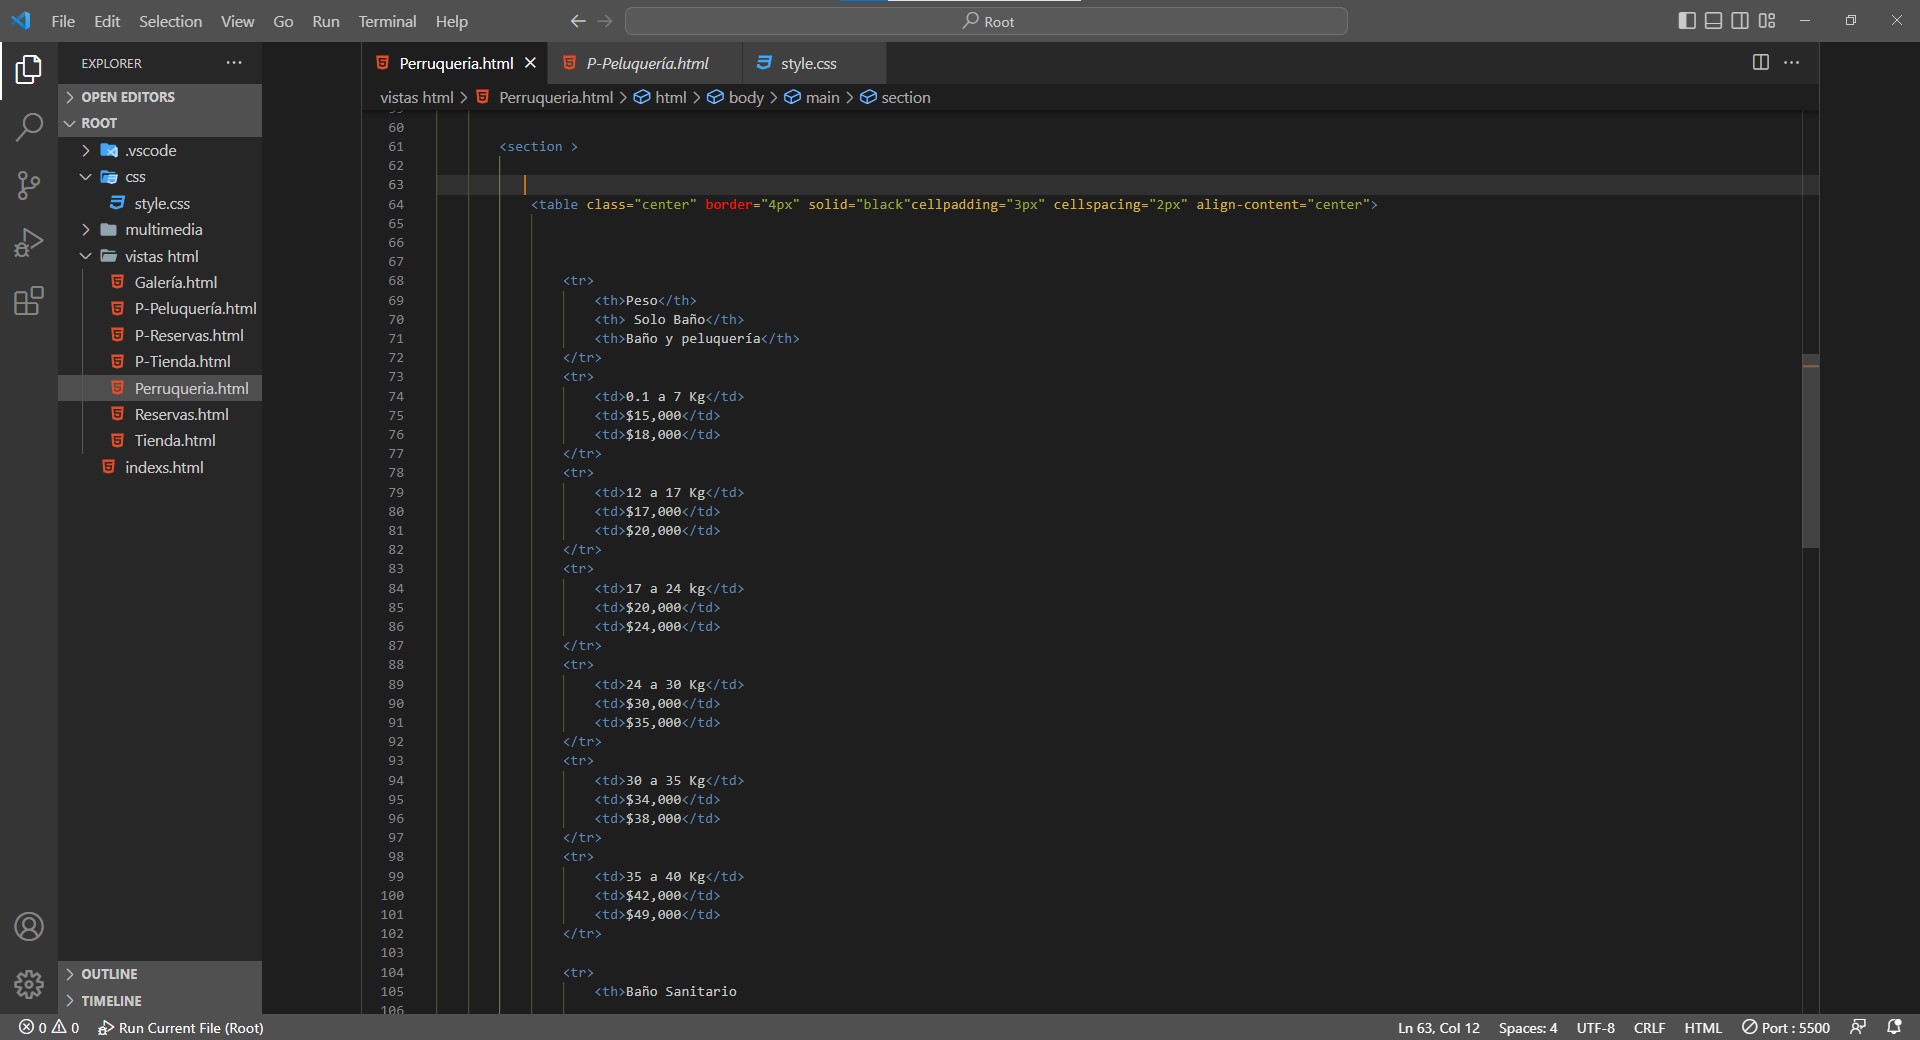 File Edit Selection View Go Run Terminal Help
Root
EXPLORER
OPEN EDITORS
ROOT
.vscode
css
style.css
multimedia
vistas html
Galería.html
P-Peluquería.html
P-Reservas.html
P-Tienda.html
Perruqueria.html
Reservas.html
Tienda.html
indexs.html
OUTLINE
TIMELINE
Perruqueria.html P-Peluquería.html style.css
vistas html > Perruqueria.html > html > body > main > section
60
61 <section >
62
63
64 <table class="center" border="4px" solid="black"cellpadding="3px" cellspacing="2px" align-content="center">
65
66
67
68 <tr>
69 <th>Peso</th>
70 <th> Solo Baño</th>
71 <th>Baño y peluquería</th>
72 </tr>
73 <tr>
74 <td>0.1 a 7 Kg</td>
75 <td>$15,000</td>
76 <td>$18,000</td>
77 </tr>
78 <tr>
79 <td>12 a 17 Kg</td>
80 <td>$17,000</td>
81 <td>$20,000</td>
82 </tr>
83 <tr>
84 <td>17 a 24 kg</td>
85 <td>$20,000</td>
86 <td>$24,000</td>
87 </tr>
88 <tr>
89 <td>24 a 30 Kg</td>
90 <td>$30,000</td>
91 <td>$35,000</td>
92 </tr>
93 <tr>
94 <td>30 a 35 Kg</td>
95 <td>$34,000</td>
96 <td>$38,000</td>
97 </tr>
98 <tr>
99 <td>35 a 40 Kg</td>
100 <td>$42,000</td>
101 <td>$49,000</td>
102 </tr>
103
104 <tr>
105 <th>Baño Sanitario
106
0 0 Run Current File (Root) Ln 63, Col 12 Spaces: 4 UTF-8 CRLF HTML Port : 5500